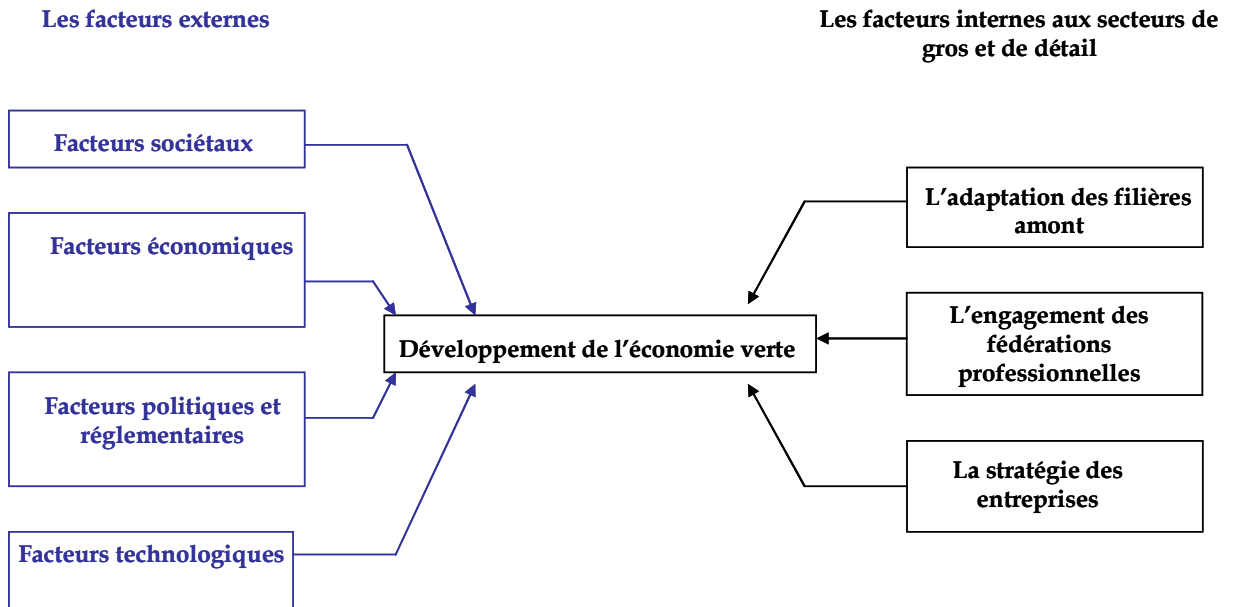 Les facteurs externes
Les facteurs internes aux secteurs de
gros et de détail
Facteurs sociétaux
Facteurs économiques
Facteurs politiques et
réglementaires
Facteurs technologiques
Développement de l’économie verte
L’adaptation des filières
amont
L’engagement des
fédérations
professionnelles
La stratégie des
entreprises